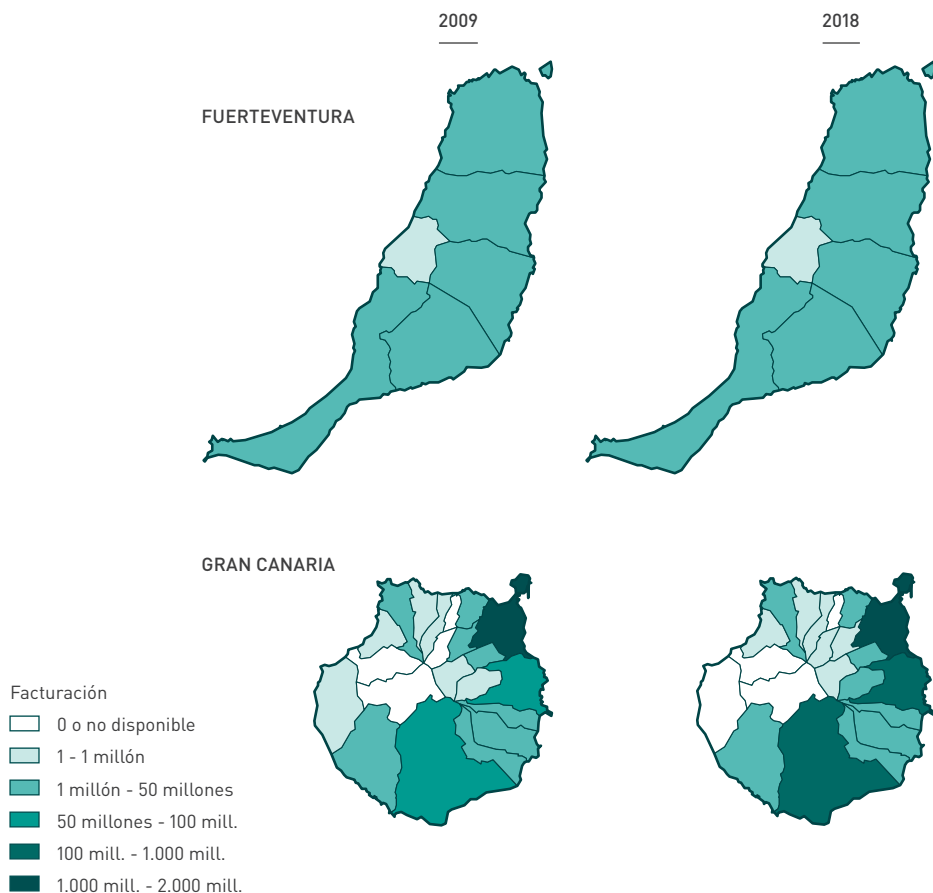 2009
2018
FUERTEVENTURA
GRAN CANARIA
Facturación
0 o no disponible
1 - 1 millón
1 millón - 50 millones
50 millones - 100 mill.
100 mill. - 1.000 mill.
1.000 mill. - 2.000 mill.